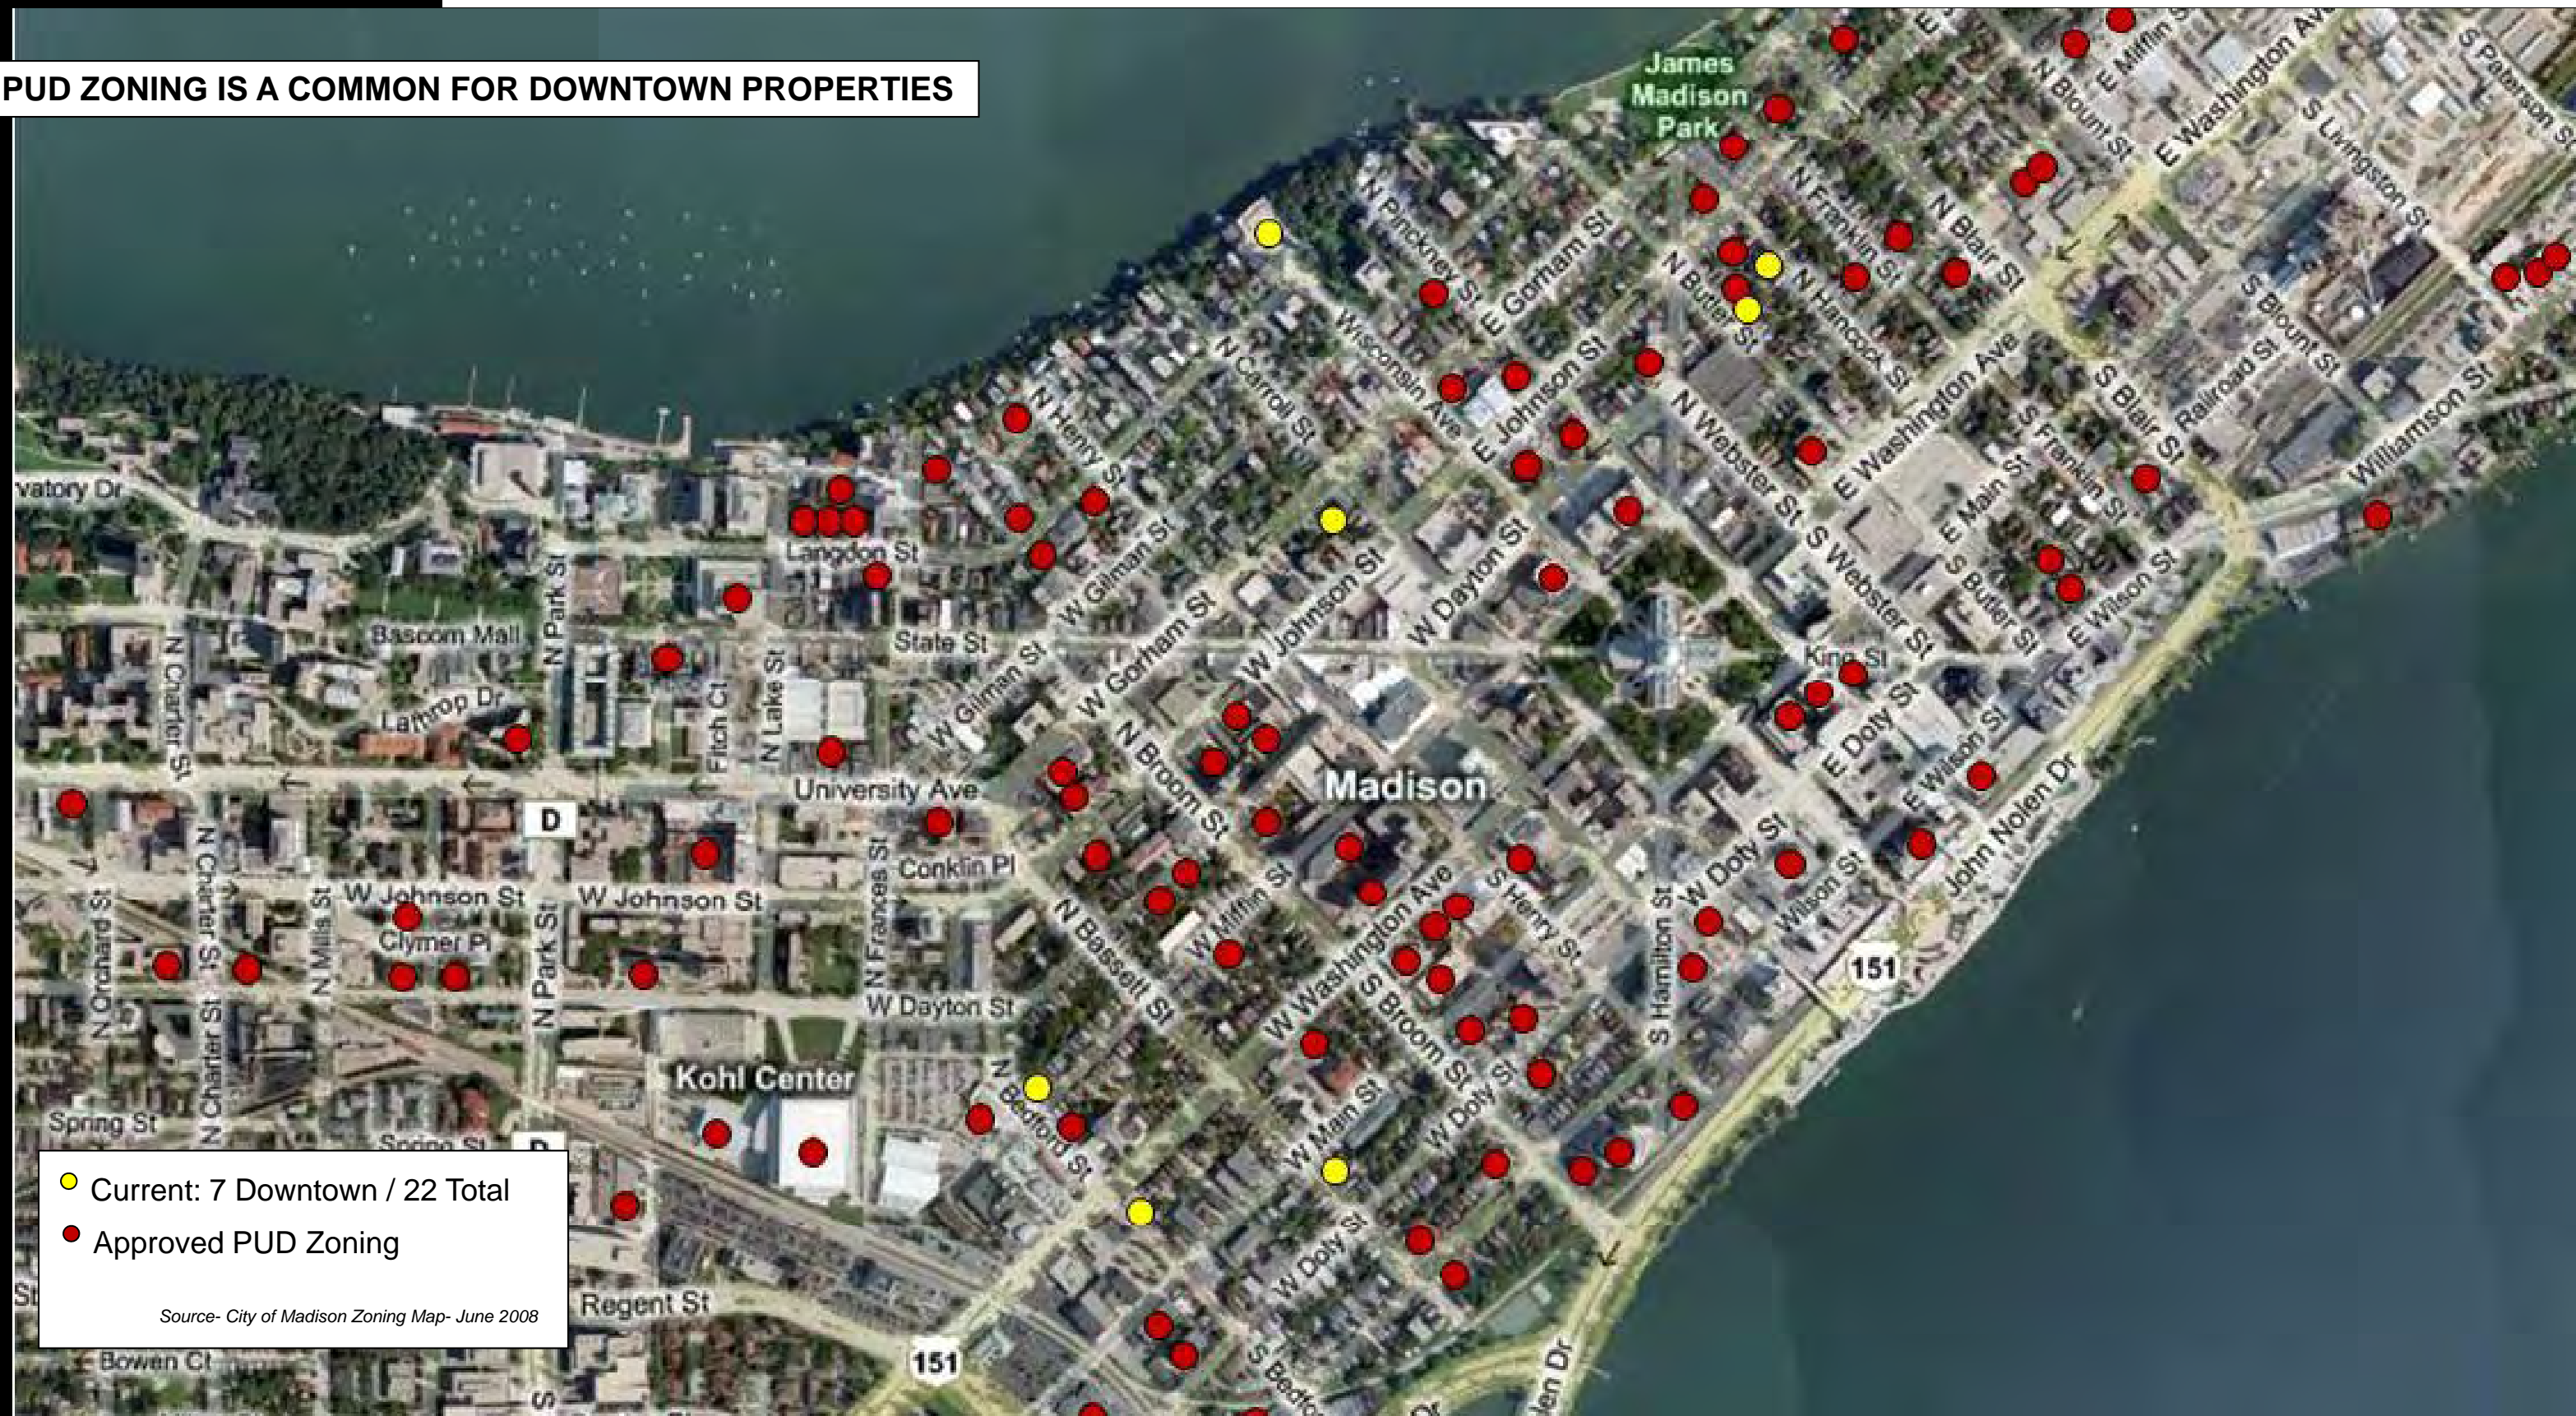 PUD ZONING IS A COMMON FOR DOWNTOWN PROPERTIES
James
Madison
Park
E Mifflin S
N Blount St
E Washington Av
S Paterson St
S Livingston St
N Pinckney St
E Gorham St
N Franklin St
N Blair St
N Butler St
N Hancock St
S Blount St
Wisconsin Ave
N Carroll St
E Johnson St
E Washington Ave
S Blair St
Railroad St
Williamson St
N Henry St
N Webster St
E Washington Ave
S Franklin St
E Main St
vatory Dr
Langdon St
W Gilman St
W Johnson St
W Dayton St
S Webster St
S Butler St
E Wilson St
N Park St
Bascom Mall
State St
W Gorham St
King St
N Charter St
Lathrop Dr
Fitch Ct
N Lake St
W Gilman St
N Broom St
E Doty St
E Wilson St
John Nolen Dr
University Ave
Madison
D
N Charter St
Conklin Pl
N Frances St
W Johnson St
W Johnson St
N Mills St
N Orchard St
Clymer Pl
N Park St
N Bassett St
W Mifflin St
W Washington Ave
S Henry St
W Doty St
Wilson St
S Hamilton St
151
W Dayton St
S Broom St
N Charter St
Kohl Center
N Bedford St
W Main St
W Doty St
Spring St
Spring St
D
Current: 7 Downtown / 22 Total
Approved PUD Zoning
Source- City of Madison Zoning Map- June 2008
St
W Doty St
Regent St
Bowen Ct
151
S Bedfo
len Dr
Dr
S